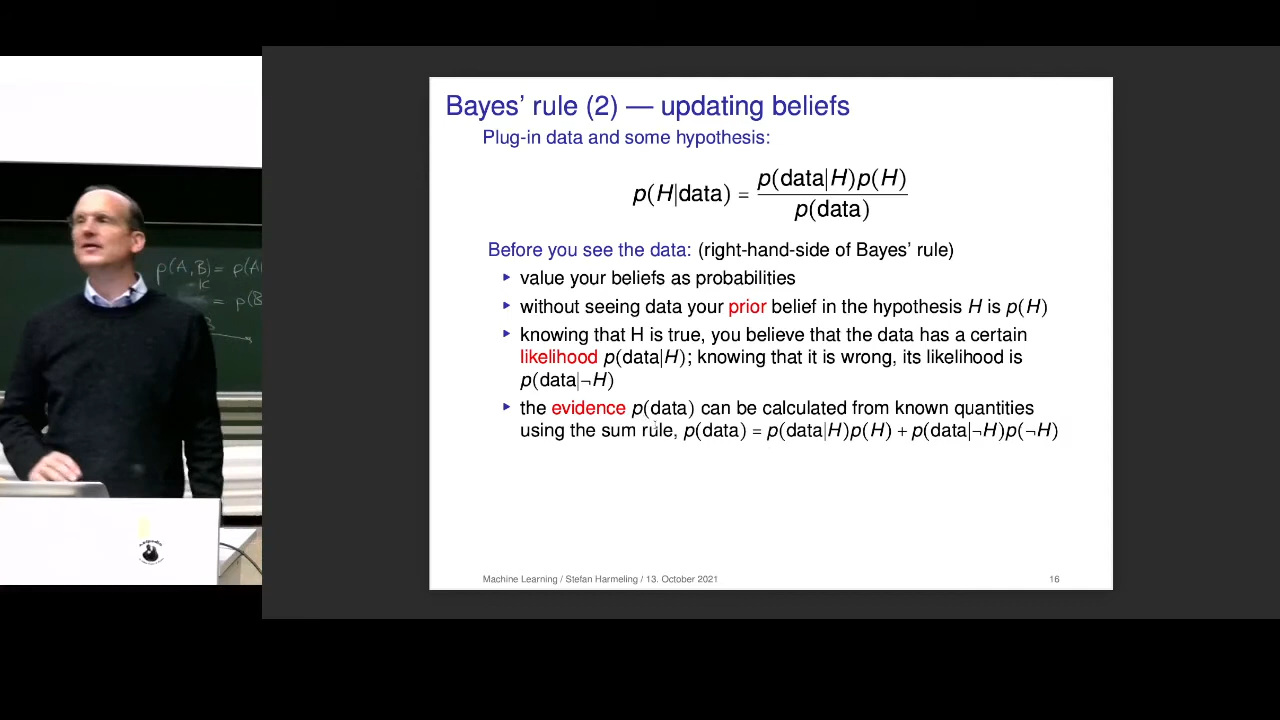 Bayes' rule (2) — updating beliefs
Plug-in data and some hypothesis:
p(H|data) = p(data|H)p(H) / p(data)
Before you see the data: (right-hand-side of Bayes' rule)
▸ value your beliefs as probabilities
▸ without seeing data your prior belief in the hypothesis H is p(H)
▸ knowing that H is true, you believe that the data has a certain
likelihood p(data|H); knowing that it is wrong, its likelihood is
p(data|¬H)
▸ the evidence p(data) can be calculated from known quantities
using the sum rule, p(data) = p(data|H)p(H) + p(data|¬H)p(¬H)
Machine Learning / Stefan Harmeling / 13. October 2021
16
p(A, B) = p(A
= p(B